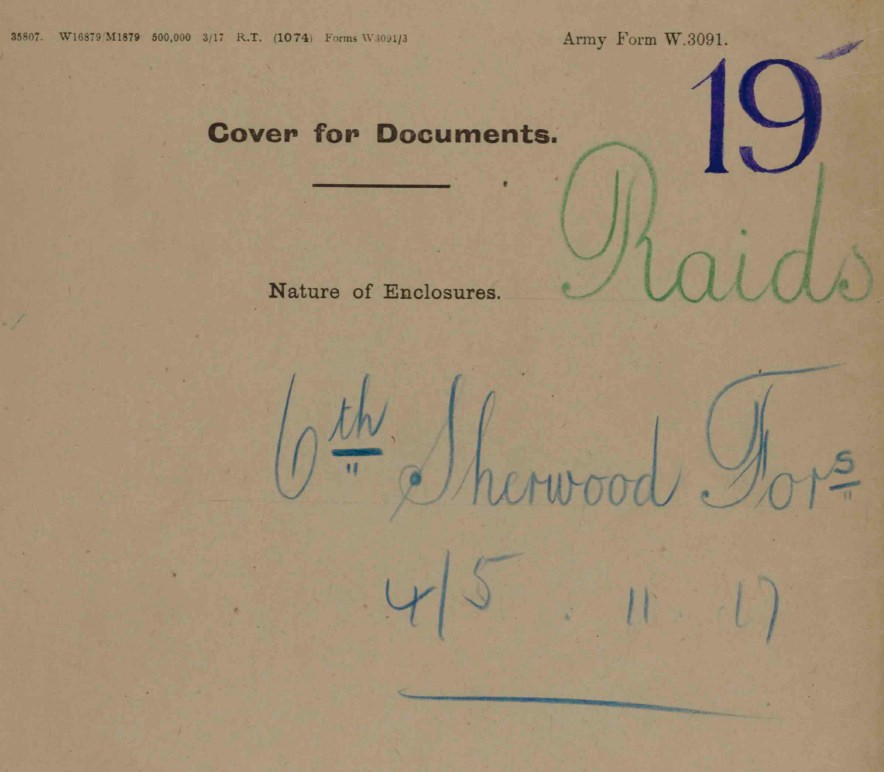 35807. W16879/M1879 500,000 3/17 R.T. (1074) Forms W3091/3
Army Form W.3091.
19
Cover for Documents.
Raids
Nature of Enclosures.
6th Sherwood Fors
4/5 . 11 . 17